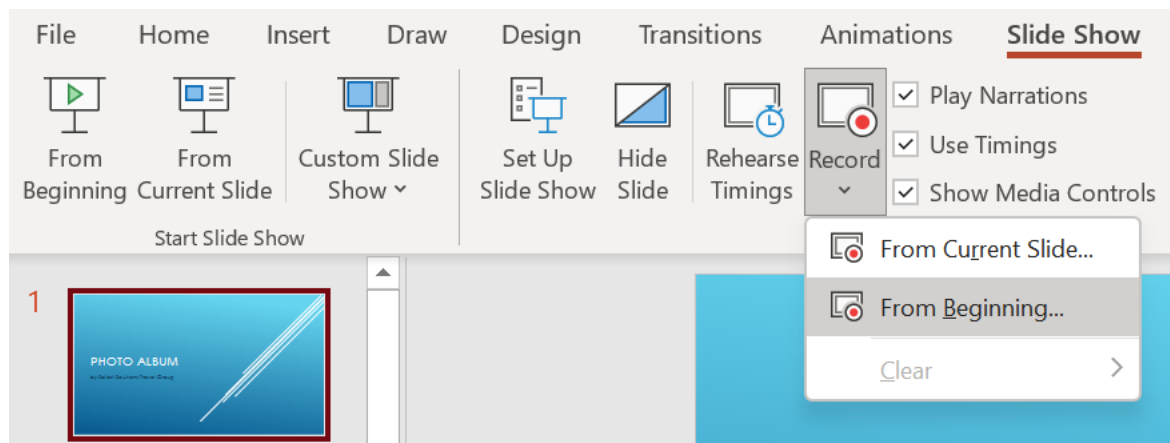 File Home Insert Draw Design Transitions Animations Slide Show
From Beginning
From Current Slide
Custom Slide Show
Set Up Slide Show
Hide Slide
Rehearse Timings
Record
Play Narrations
Use Timings
Show Media Controls
Start Slide Show
From Current Slide...
From Beginning...
Clear
1
PHOTO ALBUM